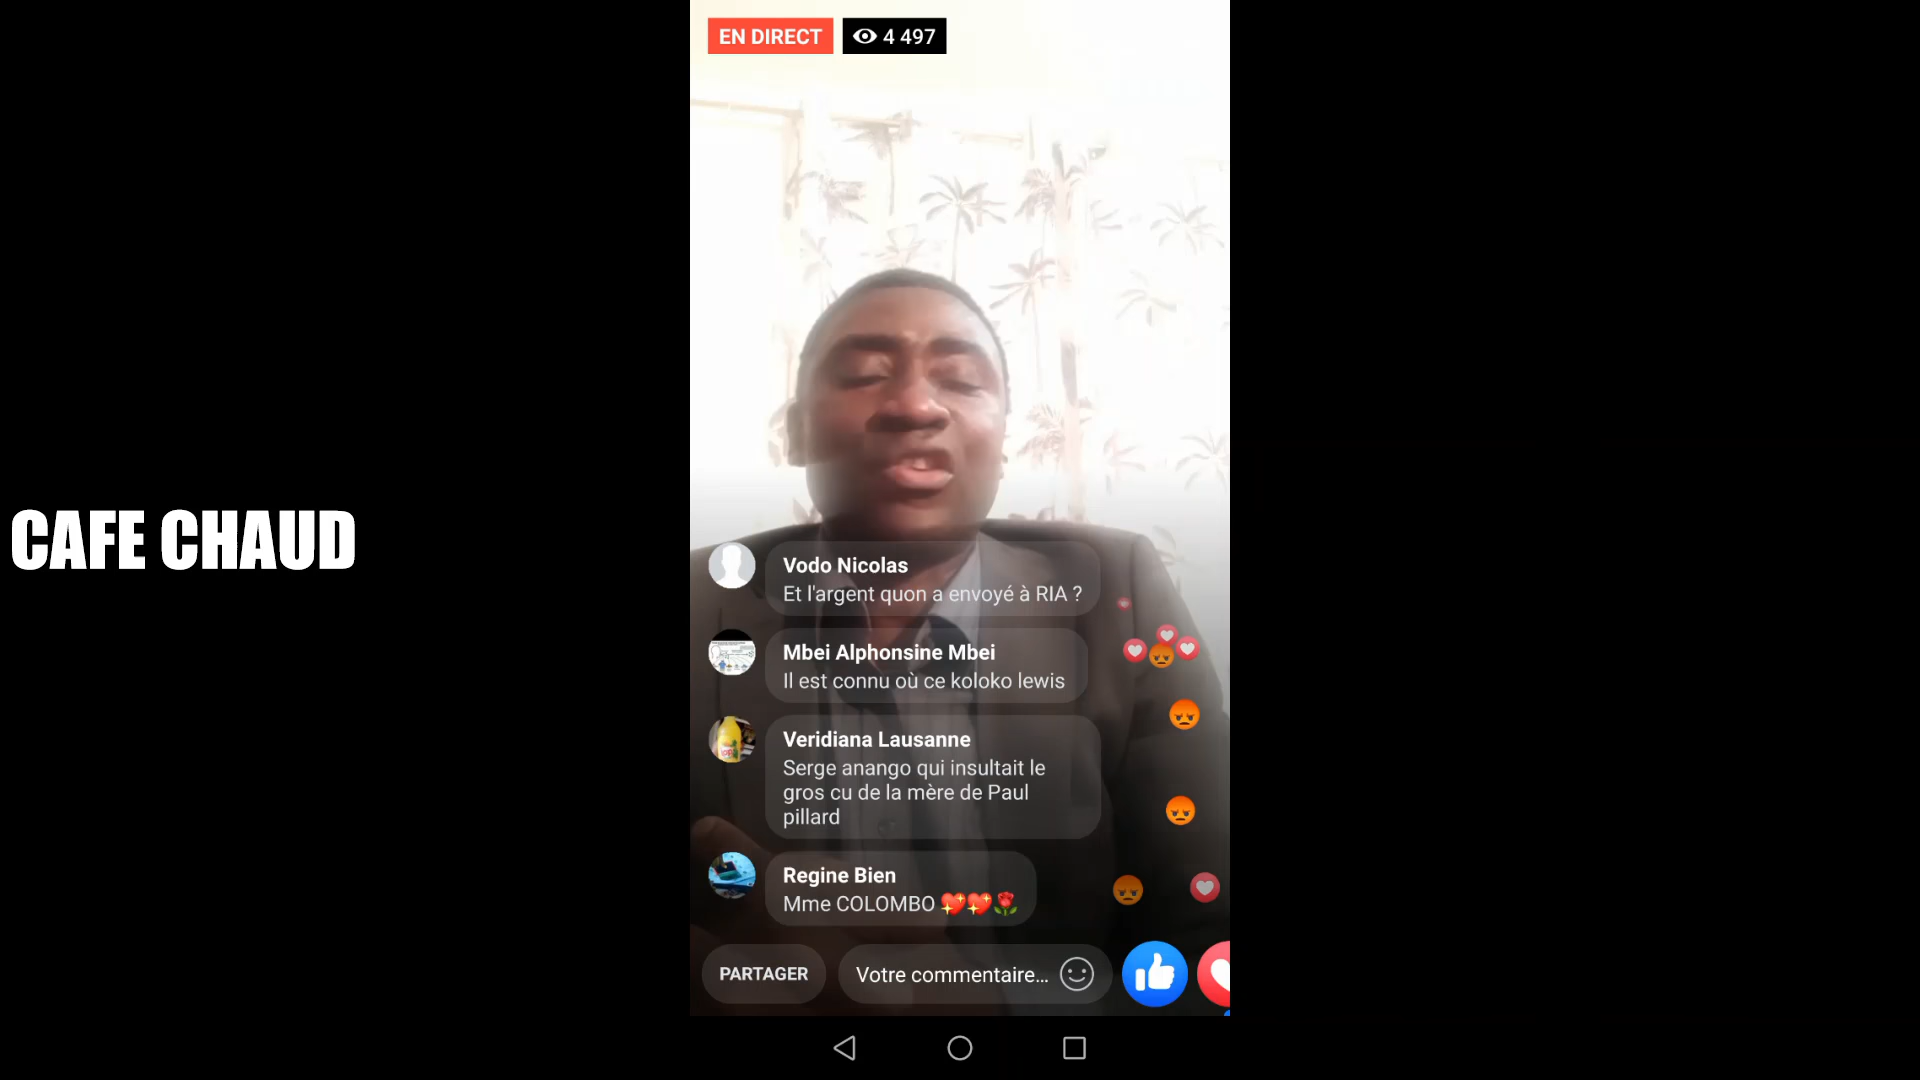 EN DIRECT
4 497
CAFE CHAUD
Vodo Nicolas
Et l'argent quon a envoyé à RIA ?
Mbei Alphonsine Mbei
Il est connu où ce koloko lewis
Veridiana Lausanne
Serge anango qui insultait le
gros cu de la mère de Paul
pillard
Regine Bien
Mme COLOMBO 💖💖🌹
PARTAGER
Votre commentaire...